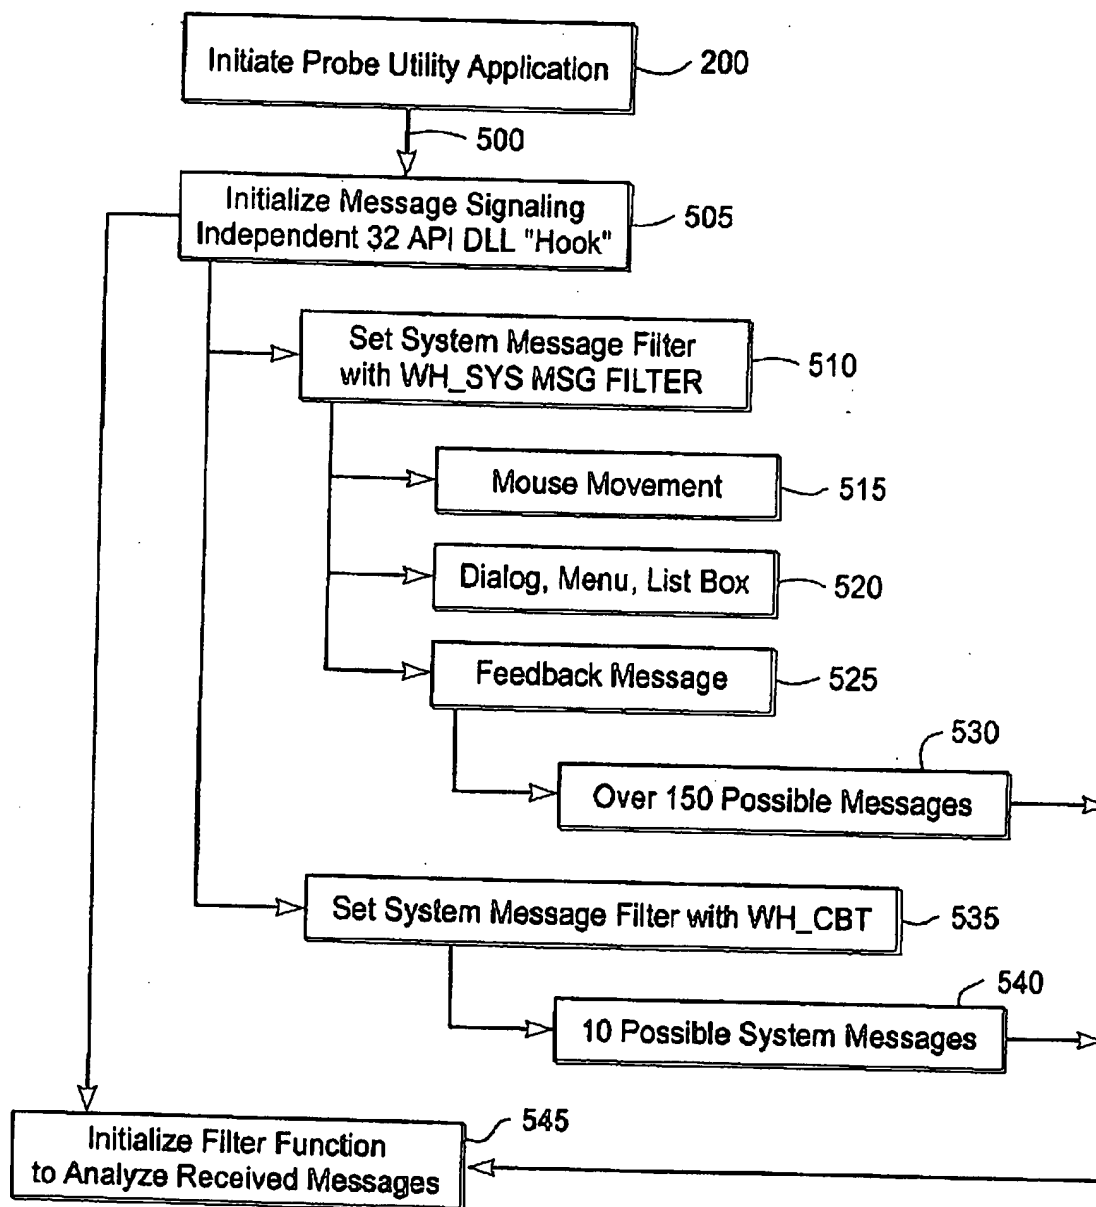 Initiate Probe Utility Application
200
500
Initialize Message Signaling
Independent 32 API DLL "Hook"
505
Set System Message Filter
with WH_SYS MSG FILTER
510
Mouse Movement
515
Dialog, Menu, List Box
520
Feedback Message
525
530
Over 150 Possible Messages
Set System Message Filter with WH_CBT
535
540
10 Possible System Messages
545
Initialize Filter Function
to Analyze Received Messages